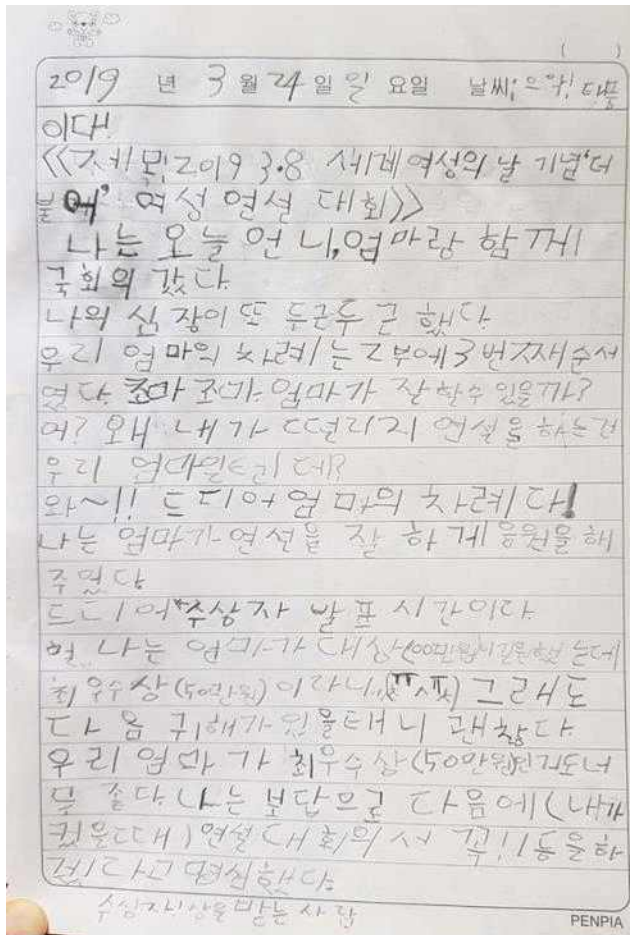 ( )
2019 년 3 월 24 일 일 요일 날씨; 으악! 태풍
이다!
<<제목; 2019 3.8 세계여성의 날 기념'더
불어' 여성 연설 대회>>
나는 오늘 언니, 엄마랑 함께
국회의 갔다.
나의 심장이 또 두근두근 했다.
우리 엄마의 차례는 2부에 3번째 순서
였다. 조마조마. 엄마가 잘 할수 있을까?
어? 왜 내가 떨리지 연설을 하는건
우리 엄마일
와~!! 드디어 엄마의 차례다!
나는 엄마가 연설을 잘 하게 응원을 해
주었다
드디어 *수상자 발표 시간이다.
나는 엄마가 대상(100만원) 는데
최우수상(50만원) 이라니,(ㅠㅅㅠ) 그래도
다음 기회가 있을태니 괜찮다
우리 엄마가 최우수상(50만원) 너
무 좋다. 나는 보답으로 다음에 (내가
연설대회의 서 꼭!! 1등을 하
겠다고 결심했다.
수상자;상을 받는 사람
PENPIA